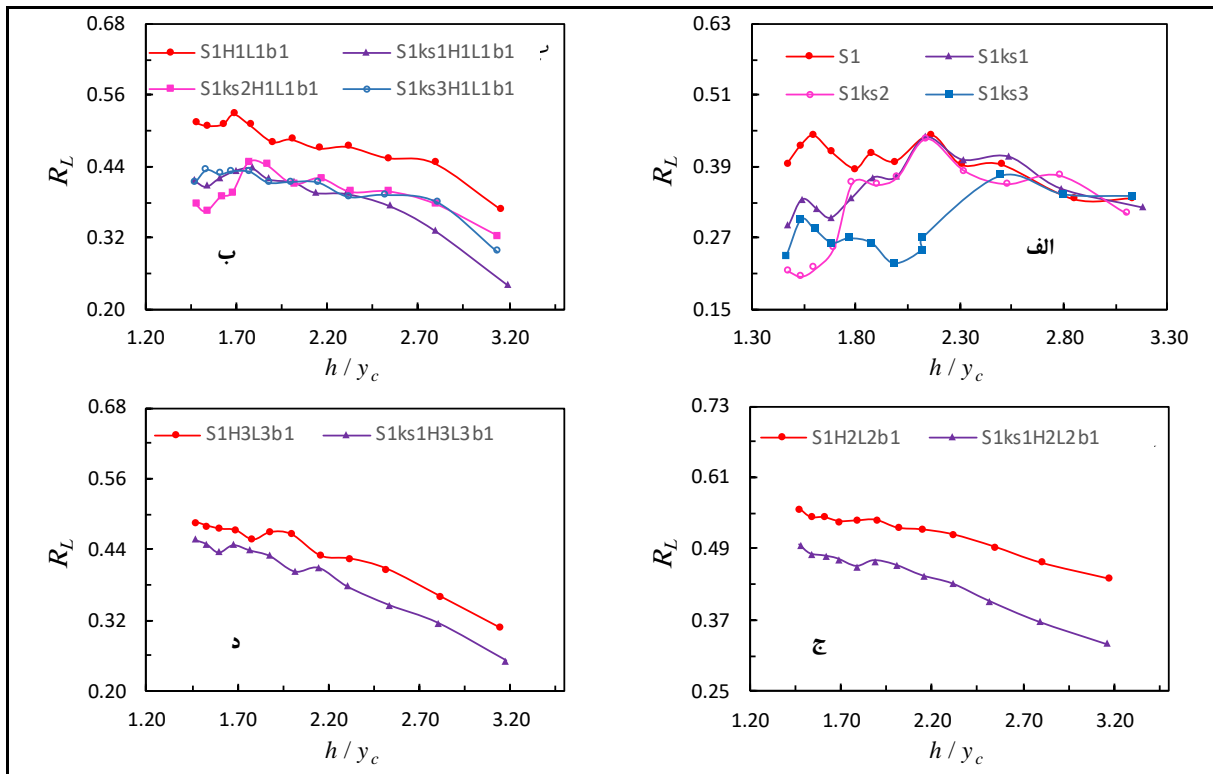 R_L
0.68
0.56
0.44
0.32
0.20
S1H1L1b1
S1ks1H1L1b1
S1ks2H1L1b1
S1ks3H1L1b1
ب
1.20 1.70 2.20 2.70 3.20
h / y_c
R_L
0.63
0.51
0.39
0.27
0.15
S1
S1ks1
S1ks2
S1ks3
الف
1.30 1.80 2.30 2.80 3.30
h / y_c
R_L
0.68
0.56
0.44
0.32
0.20
S1H3L3b1
S1ks1H3L3b1
د
1.20 1.70 2.20 2.70 3.20
h / y_c
R_L
0.73
0.61
0.49
0.37
0.25
S1H2L2b1
S1ks1H2L2b1
ج
1.20 1.70 2.20 2.70 3.20
h / y_c